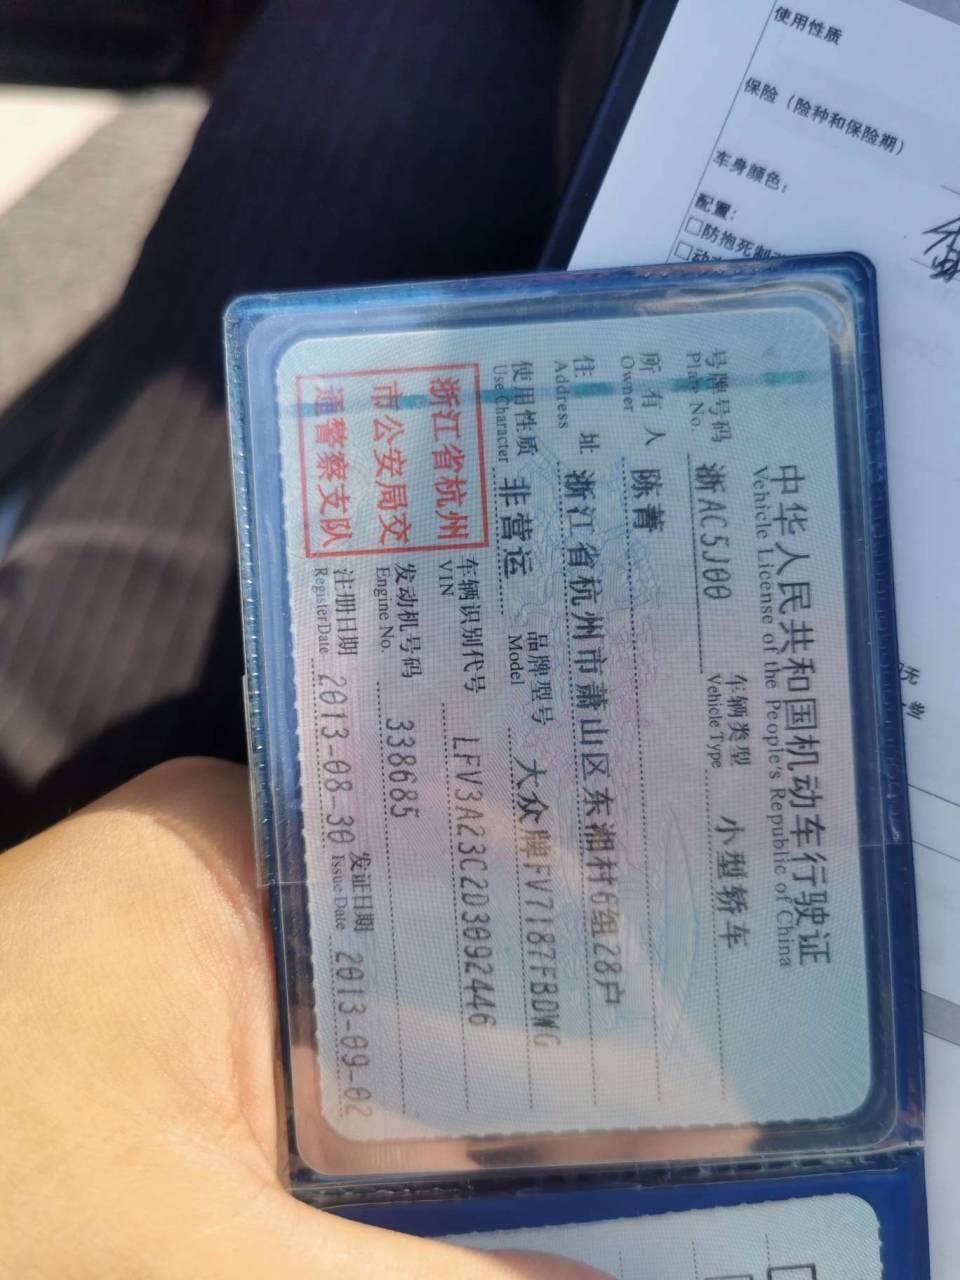 使用性质
保险（险种和保险期）
车身颜色：
配置：
□防抱死制
中华人民共和国机动车行驶证
Vehicle License of the People's Republic of China
号牌号码 浙AC5J00 车辆类型 小型轿车
Plate No. Vehicle Type
所有人 陈菁
Owner
住址 浙江省杭州市萧山区东湘村6组28户
Address
使用性质 非营运 品牌型号 大众牌FV7187FBDWG
Use Character Model
浙江省杭州
市公安局交
通警察支队
车辆识别代号 LFV3A23C2D3092446
VIN
发动机号码 338685
Engine No.
注册日期 2013-08-30 发证日期 2013-09-02
Register Date Issue Date